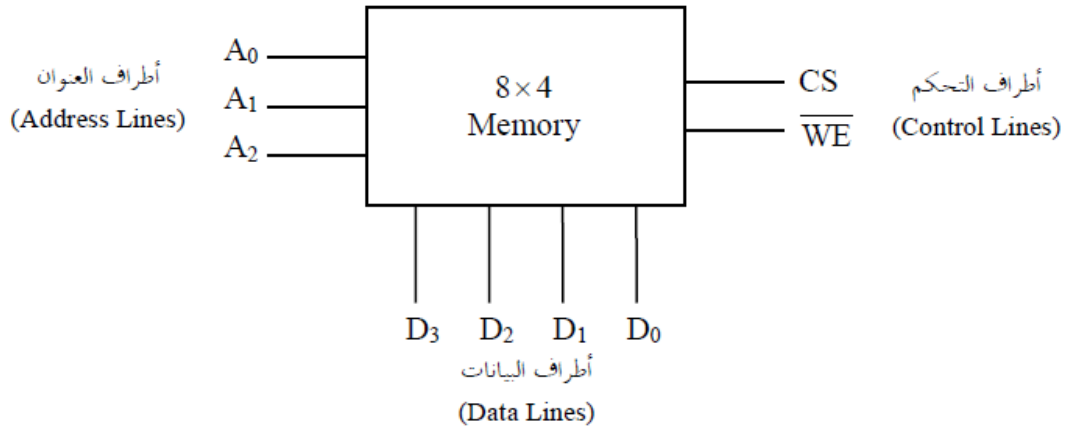 أطراف العنوان
(Address Lines)
A₀
A₁
A₂
8 × 4
Memory
CS
W̅E̅
أطراف التحكم
(Control Lines)
D₃ D₂ D₁ D₀
أطراف البيانات
(Data Lines)